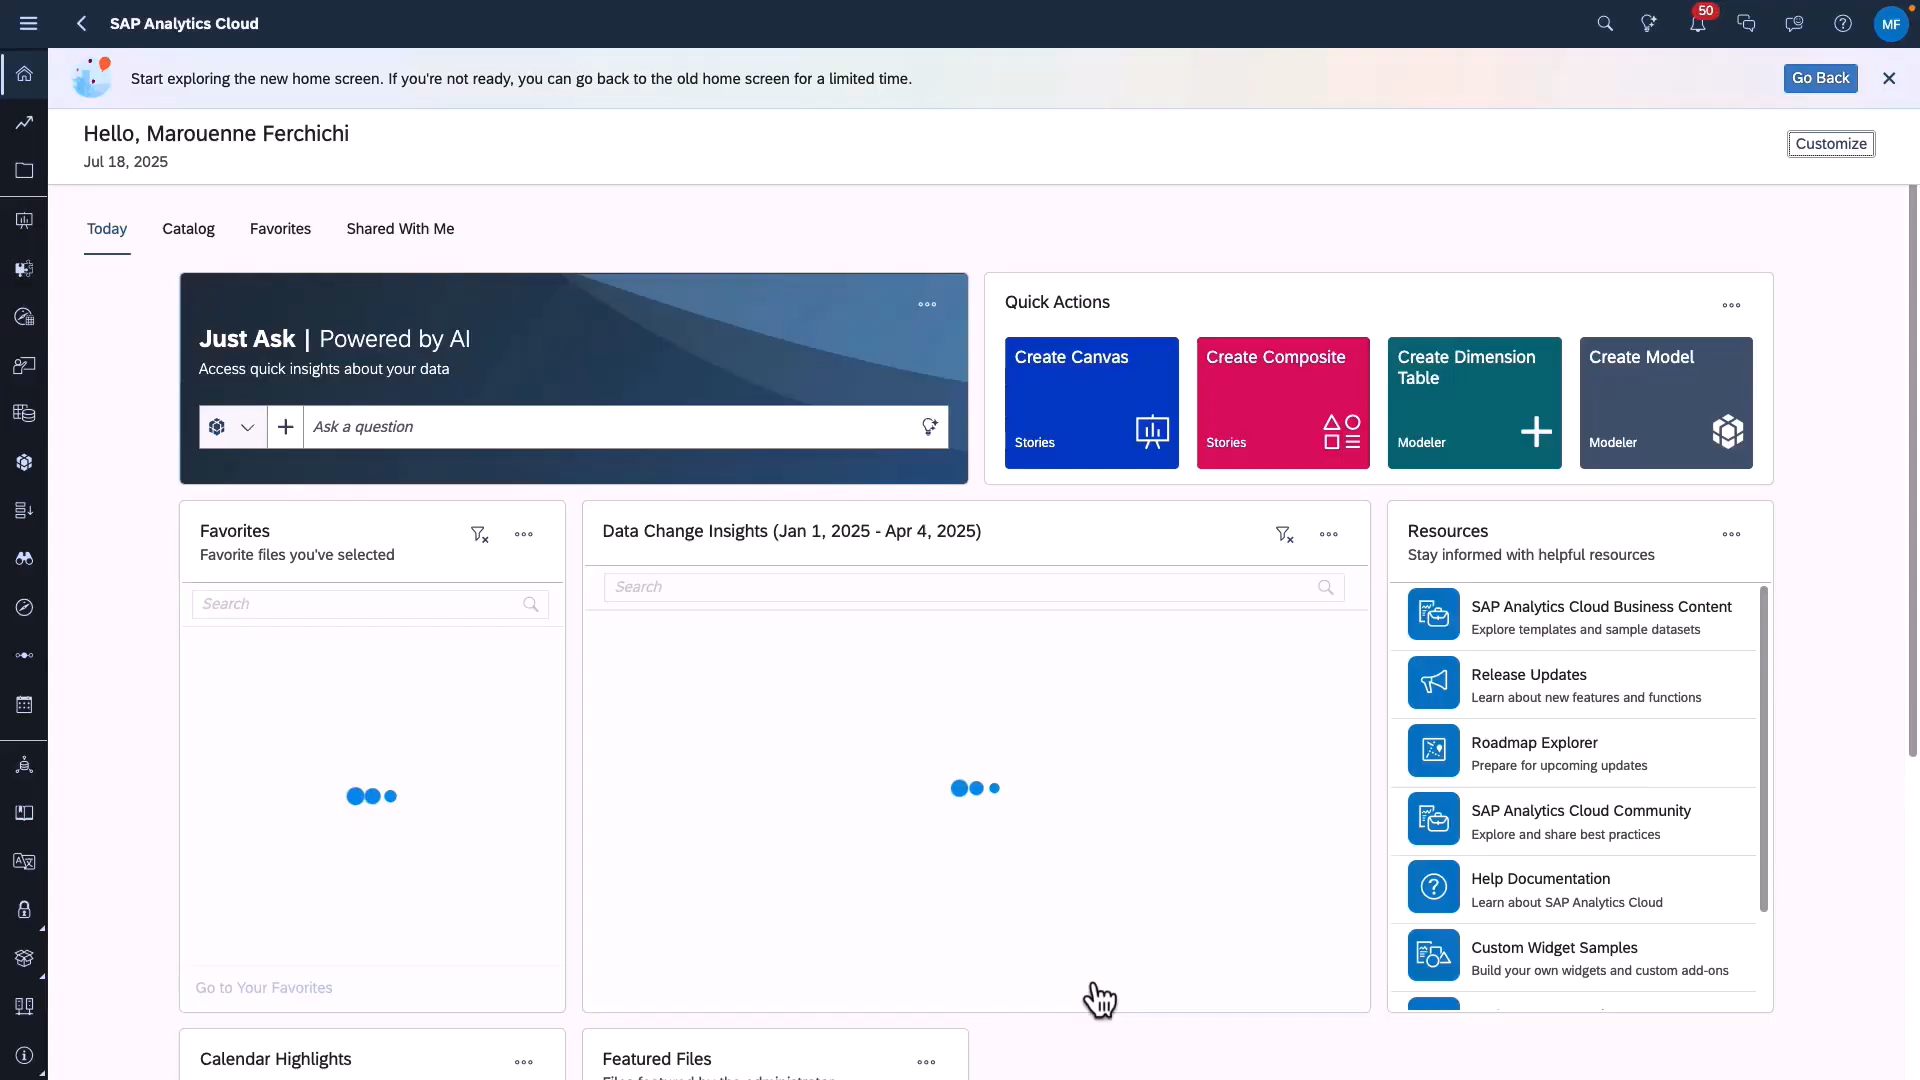 SAP Analytics Cloud
50
MF
Start exploring the new home screen. If you're not ready, you can go back to the old home screen for a limited time.
Go Back
Hello, Marouenne Ferchichi
Jul 18, 2025
Customize
Today
Catalog
Favorites
Shared With Me
Just Ask | Powered by AI
Access quick insights about your data
Ask a question
Quick Actions
Create Canvas
Stories
Create Composite
Stories
Create Dimension
Table
Modeler
Create Model
Modeler
Favorites
Favorite files you've selected
Search
Go to Your Favorites
Data Change Insights (Jan 1, 2025 - Apr 4, 2025)
Search
Resources
Stay informed with helpful resources
SAP Analytics Cloud Business Content
Explore templates and sample datasets
Release Updates
Learn about new features and functions
Roadmap Explorer
Prepare for upcoming updates
SAP Analytics Cloud Community
Explore and share best practices
Help Documentation
Learn about SAP Analytics Cloud
Custom Widget Samples
Build your own widgets and custom add-ons
Calendar Highlights
Featured Files
Files featured by the administrator